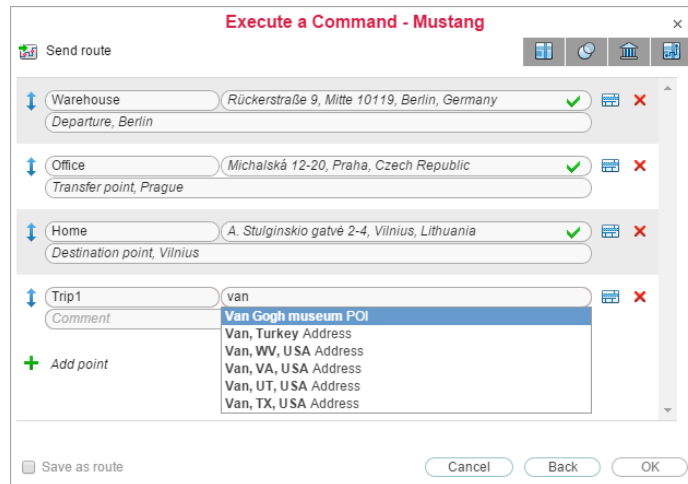 Execute a Command - Mustang
Send route
Warehouse
Rückerstraße 9, Mitte 10119, Berlin, Germany
Departure, Berlin
Office
Michalská 12-20, Praha, Czech Republic
Transfer point, Prague
Home
A. Stulginskio gatvé 2-4, Vilnius, Lithuania
Destination point, Vilnius
Trip1
van
Comment
Van Gogh museum POI
Van, Turkey Address
Van, WV, USA Address
Van, VA, USA Address
Van, UT, USA Address
Van, TX, USA Address
Add point
Save as route
Cancel
Back
OK